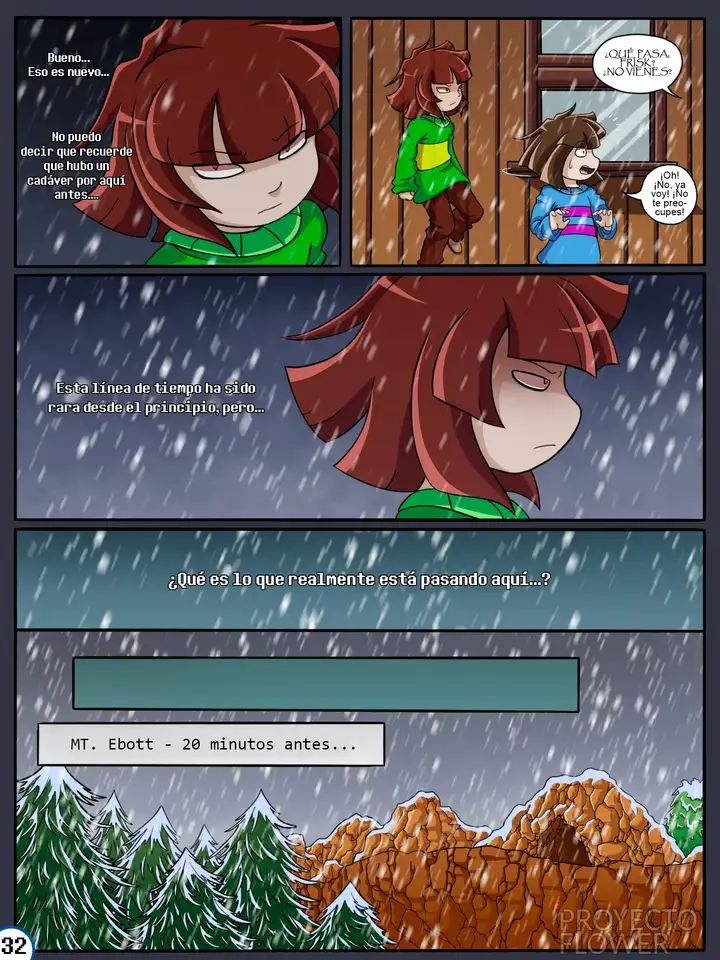 Bueno...
Eso es nuevo...
No puedo
decir que recuerde
que hubo un
cadáver por aquí
antes....
¿QUÉ PASA,
FRISK?
¿NO VIENES?
¡Oh!
¡No, ya
voy! ¡No
te preo-
cupes!
Esta línea de tiempo ha sido
rara desde el principio, pero...
¿Qué es lo que realmente está pasando aquí...?
MT. Ebott - 20 minutos antes...
PROYECTO
FLOWER
32